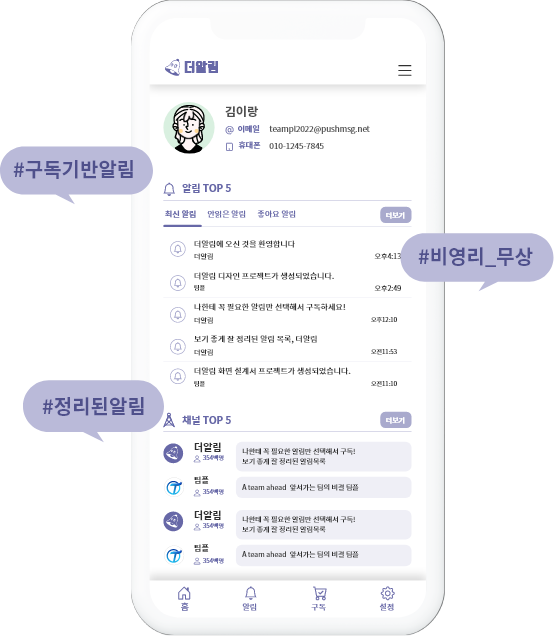 더알림
김이랑
이메일 teampl2022@pushmsg.net
휴대폰 010-1245-7845
#구독기반알림
알림 TOP 5
최신 알림 안읽은 알림 좋아요 알림 더보기
더알림에 오신 것을 환영합니다
더알림 오후4:13
#비영리_무상
더알림 디자인 프로젝트가 생성되었습니다.
팀플 오후2:49
나한테 꼭 필요한 알림만 선택해서 구독하세요!
더알림 오후12:10
보기 좋게 잘 정리된 알림 목록, 더알림
더알림 오전11:53
더알림 화면 설계서 프로젝트가 생성되었습니다.
팀플 오전11:10
#정리된알림
채널 TOP 5 더보기
더알림
354백명
나한테 꼭 필요한 알림만 선택해서 구독!
보기 좋게 잘 정리된 알림목록
팀플
354백명
A team ahead 앞서가는 팀의 비결 팀플
더알림
354백명
나한테 꼭 필요한 알림만 선택해서 구독!
보기 좋게 잘 정리된 알림목록
팀플
354백명
A team ahead 앞서가는 팀의 비결 팀플
홈 알림 구독 설정